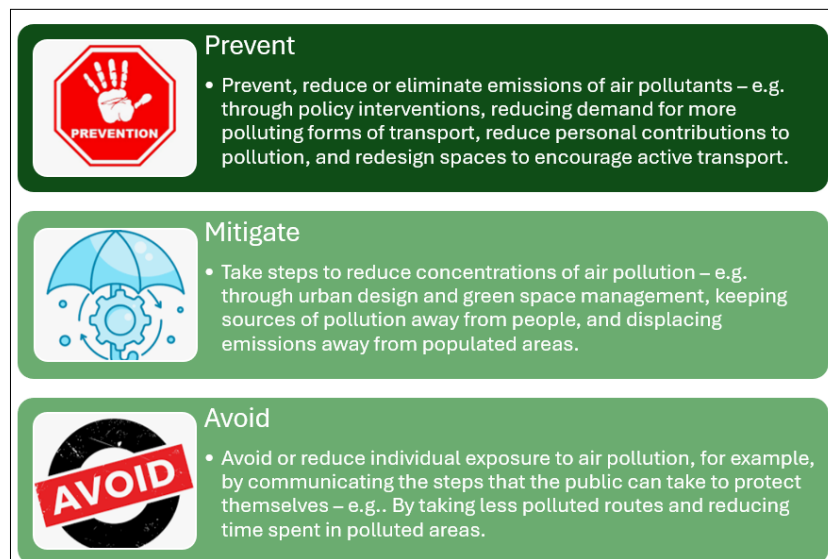 Prevent
PREVENTION
• Prevent, reduce or eliminate emissions of air pollutants – e.g.
through policy interventions, reducing demand for more
polluting forms of transport, reduce personal contributions to
pollution, and redesign spaces to encourage active transport.
Mitigate
• Take steps to reduce concentrations of air pollution – e.g.
through urban design and green space management, keeping
sources of pollution away from people, and displacing
emissions away from populated areas.
Avoid
AVOID
• Avoid or reduce individual exposure to air pollution, for example,
by communicating the steps that the public can take to protect
themselves – e.g.. By taking less polluted routes and reducing
time spent in polluted areas.